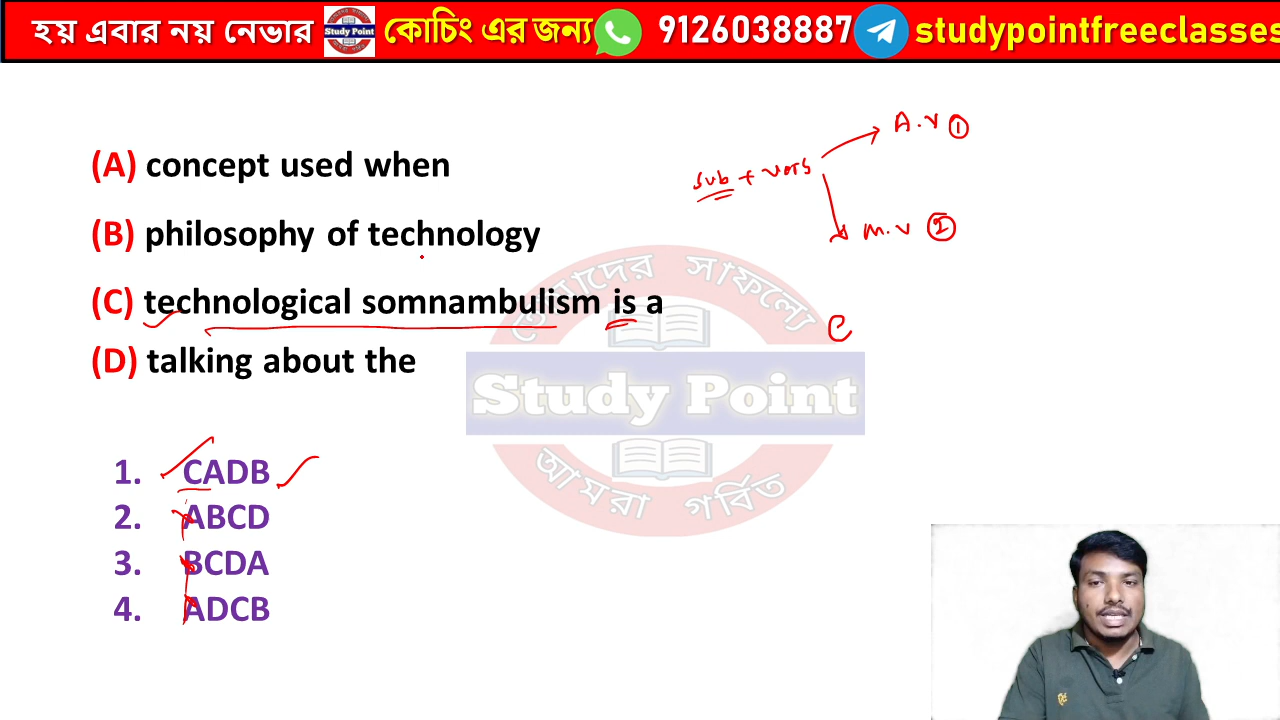 হয় এবার নয় নেভার Study Point কোচিং এর জন্য 9126038887 studypointfreeclasses
A.V ①
Sub + verb
(A) concept used when
(B) philosophy of technology
M.V ②
(C) technological somnambulism is a
C
(D) talking about the
তোমাদের সাফল্যে
Study Point
আমরা গর্বিত
1. CADB
2. ABCD
3. BCDA
4. ADCB